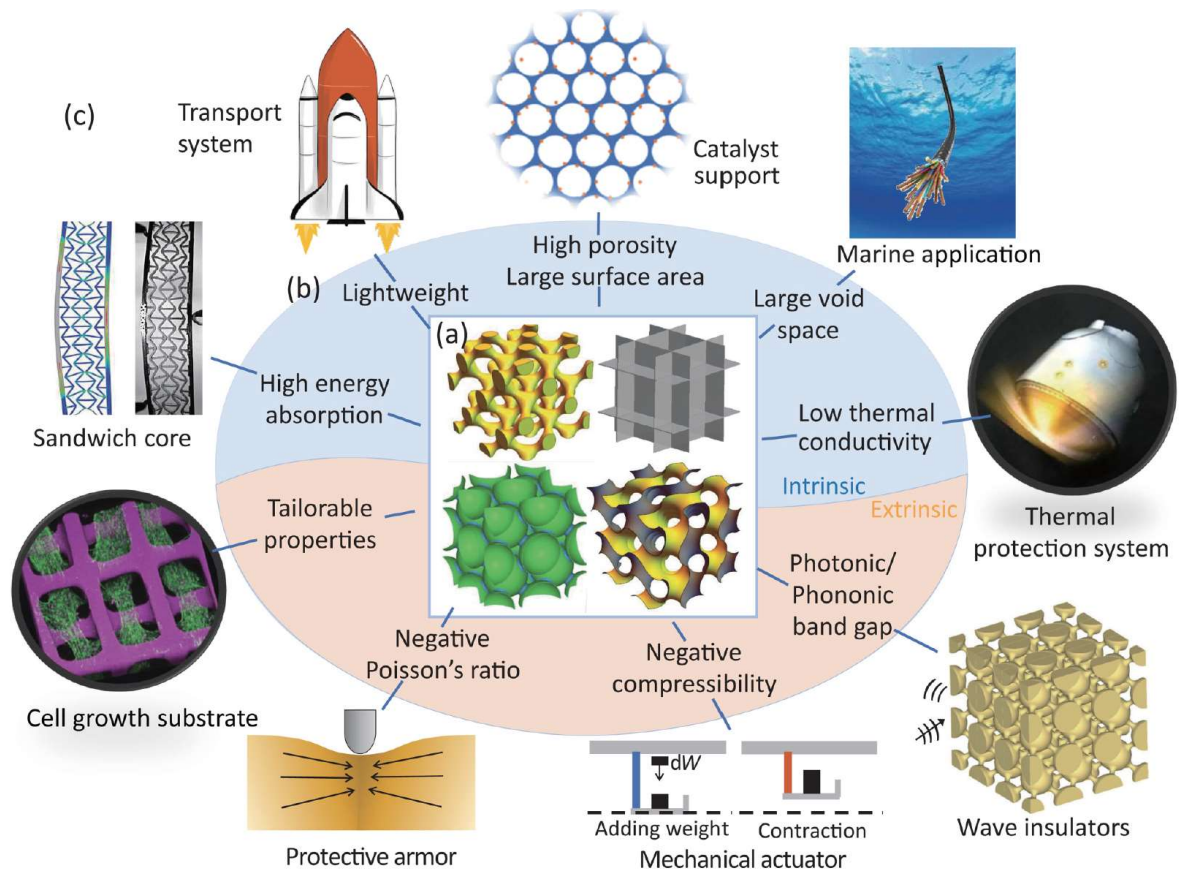 (c)
Transport
system
Catalyst
support
Marine application
(b)
High porosity
Large surface area
Lightweight
Large void
space
(a)
High energy
absorption
Sandwich core
Low thermal
conductivity
Intrinsic
Extrinsic
Thermal
protection system
Tailorable
properties
Photonic/
Phononic
band gap
Negative
Poisson's ratio
Negative
compressibility
Cell growth substrate
dW
Adding weight
Contraction
Protective armor
Mechanical actuator
Wave insulators